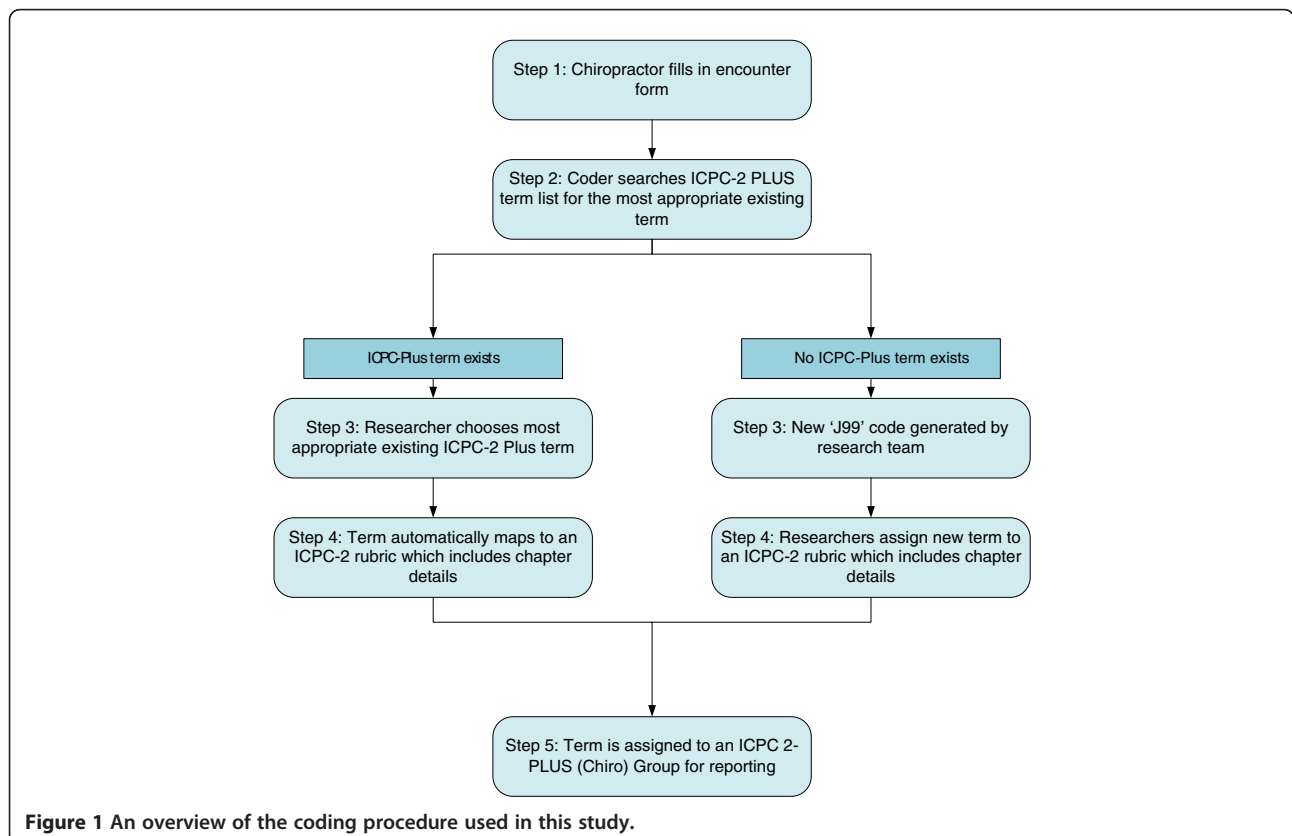 Step 1: Chiropractor fills in encounter
form
Step 2: Coder searches ICPC-2 PLUS
term list for the most appropriate existing
term
ICPC-Plus term exists
No ICPC-Plus term exists
Step 3: Researcher chooses most
appropriate existing ICPC-2 Plus term
Step 3: New ‘J99’ code generated by
research team
Step 4: Term automatically maps to an
ICPC-2 rubric which includes chapter
details
Step 4: Researchers assign new term to
an ICPC-2 rubric which includes chapter
details
Step 5: Term is assigned to an ICPC 2-
PLUS (Chiro) Group for reporting
Figure 1 An overview of the coding procedure used in this study.